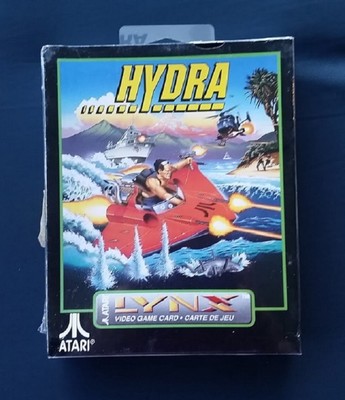 HYDRA
ATARI
LYNX
VIDEO GAME CARD • CARTE DE JEU
ATARI®